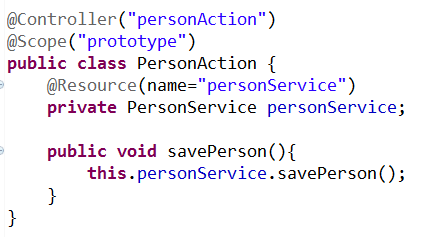 @Controller("personAction")
@Scope("prototype")
public class PersonAction {
    @Resource(name="personService")
    private PersonService personService;

    public void savePerson(){
        this.personService.savePerson();
    }
}